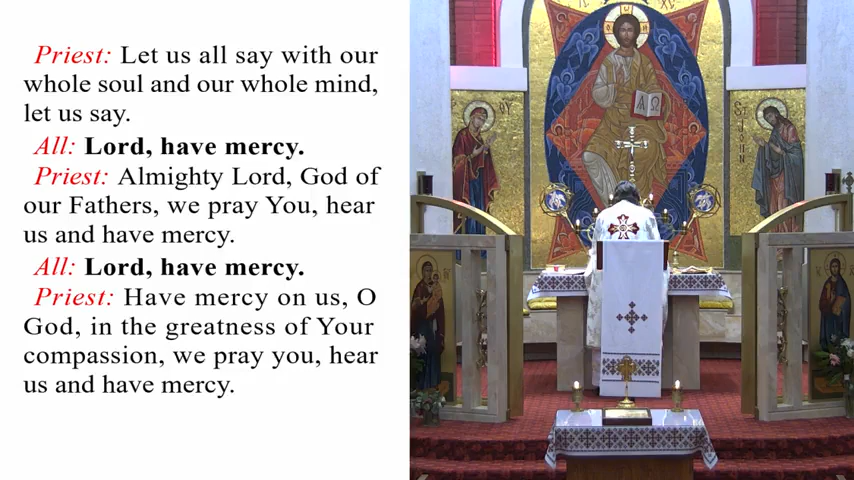 Priest: Let us all say with our
whole soul and our whole mind,
let us say.
All: Lord, have mercy.
Priest: Almighty Lord, God of
our Fathers, we pray You, hear
us and have mercy.
All: Lord, have mercy.
Priest: Have mercy on us, O
God, in the greatness of Your
compassion, we pray you, hear
us and have mercy.
IC
XC
Α Ω